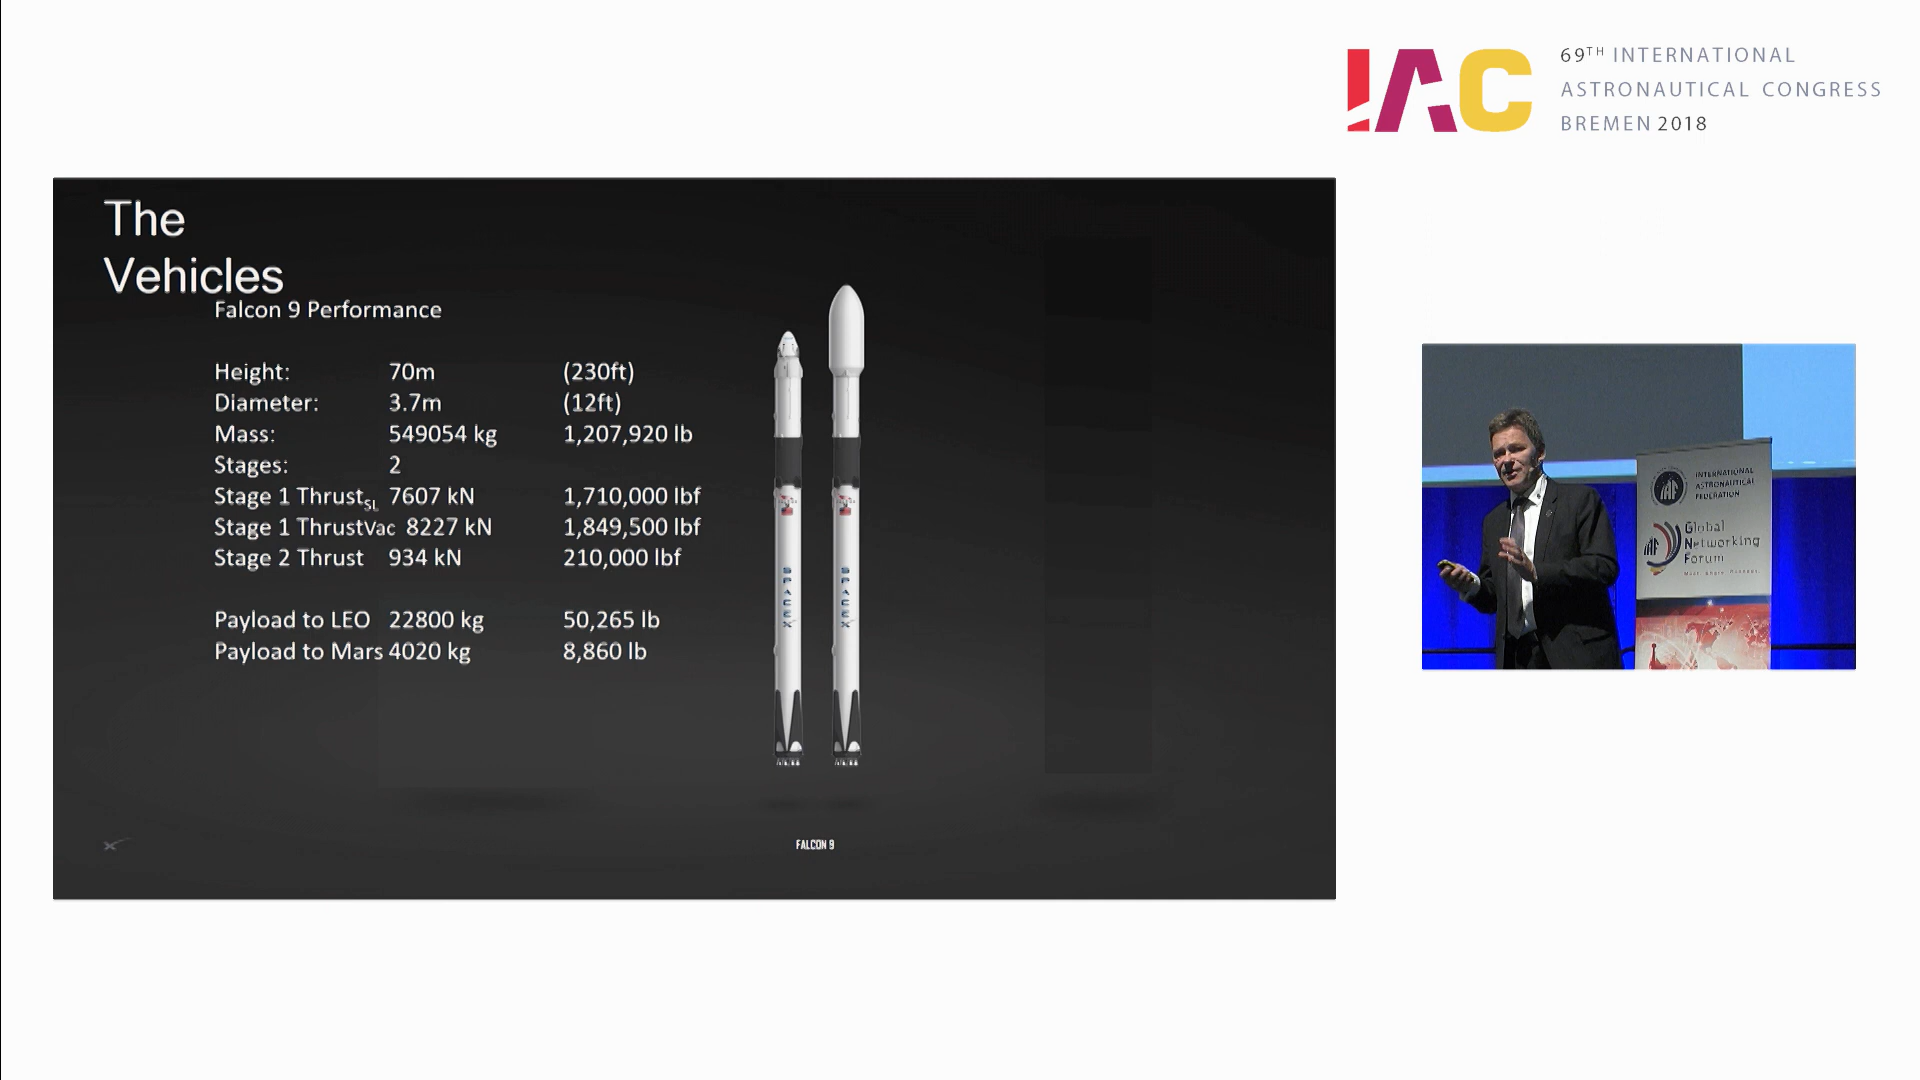 IAC
69TH INTERNATIONAL
ASTRONAUTICAL CONGRESS
BREMEN 2018
The
Vehicles
Falcon 9 Performance
Height: 70m (230ft)
Diameter: 3.7m (12ft)
Mass: 549054 kg 1,207,920 lb
Stages: 2
Stage 1 ThrustSL 7607 kN 1,710,000 lbf
Stage 1 ThrustVac 8227 kN 1,849,500 lbf
Stage 2 Thrust 934 kN 210,000 lbf
Payload to LEO 22800 kg 50,265 lb
Payload to Mars 4020 kg 8,860 lb
SPACEX
SPACEX
FALCON 9
IAF
INTERNATIONAL
ASTRONAUTICAL
FEDERATION
IAF
Global
Networking
Forum